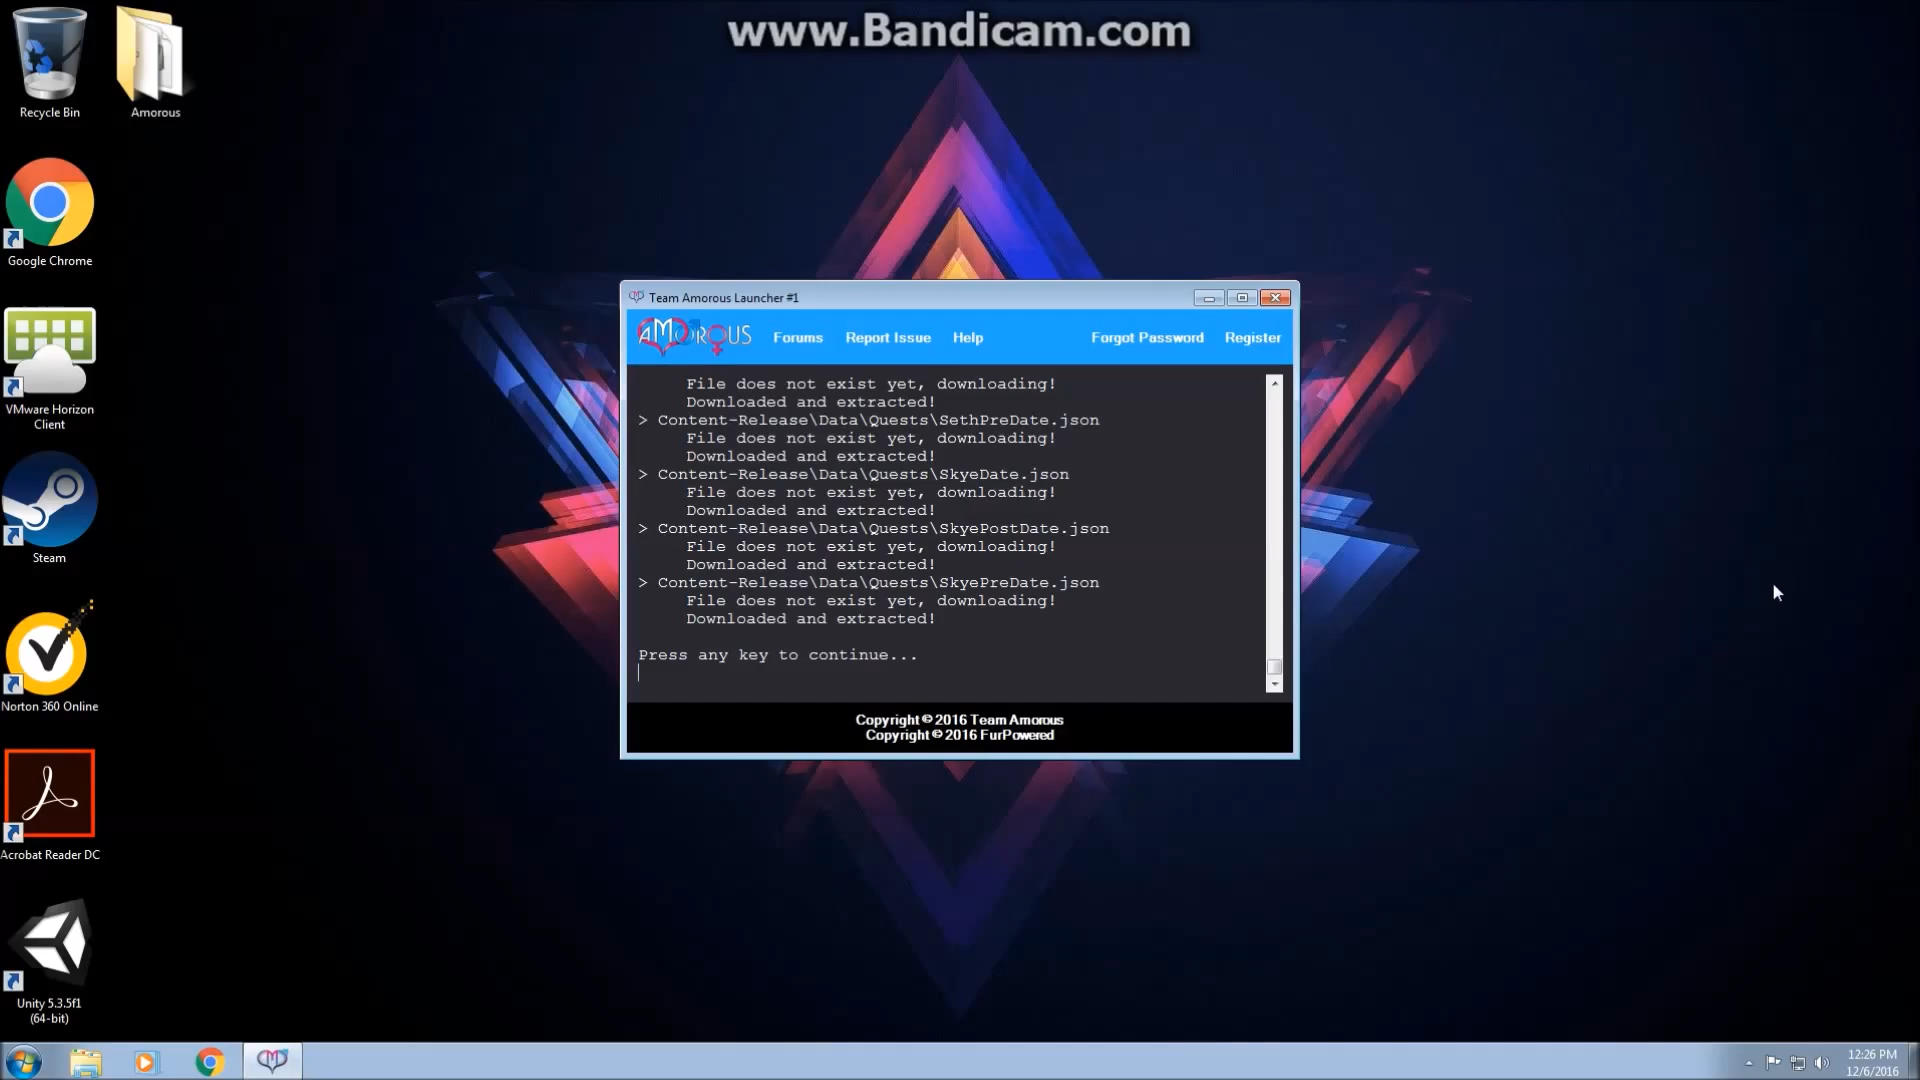 www.Bandicam.com
Recycle Bin
Amorous
Google Chrome
VMware Horizon
Client
Steam
Norton 360 Online
Acrobat Reader DC
Unity 5.3.5f1
(64-bit)
Team Amorous Launcher #1
AMOROUS
Forums
Report Issue
Help
Forgot Password
Register
File does not exist yet, downloading!
Downloaded and extracted!
> Content-Release\Data\Quests\SethPreDate.json
File does not exist yet, downloading!
Downloaded and extracted!
> Content-Release\Data\Quests\SkyeDate.json
File does not exist yet, downloading!
Downloaded and extracted!
> Content-Release\Data\Quests\SkyePostDate.json
File does not exist yet, downloading!
Downloaded and extracted!
> Content-Release\Data\Quests\SkyePreDate.json
File does not exist yet, downloading!
Downloaded and extracted!
Press any key to continue...
Copyright © 2016 Team Amorous
Copyright © 2016 FurPowered
12:26 PM
12/6/2016